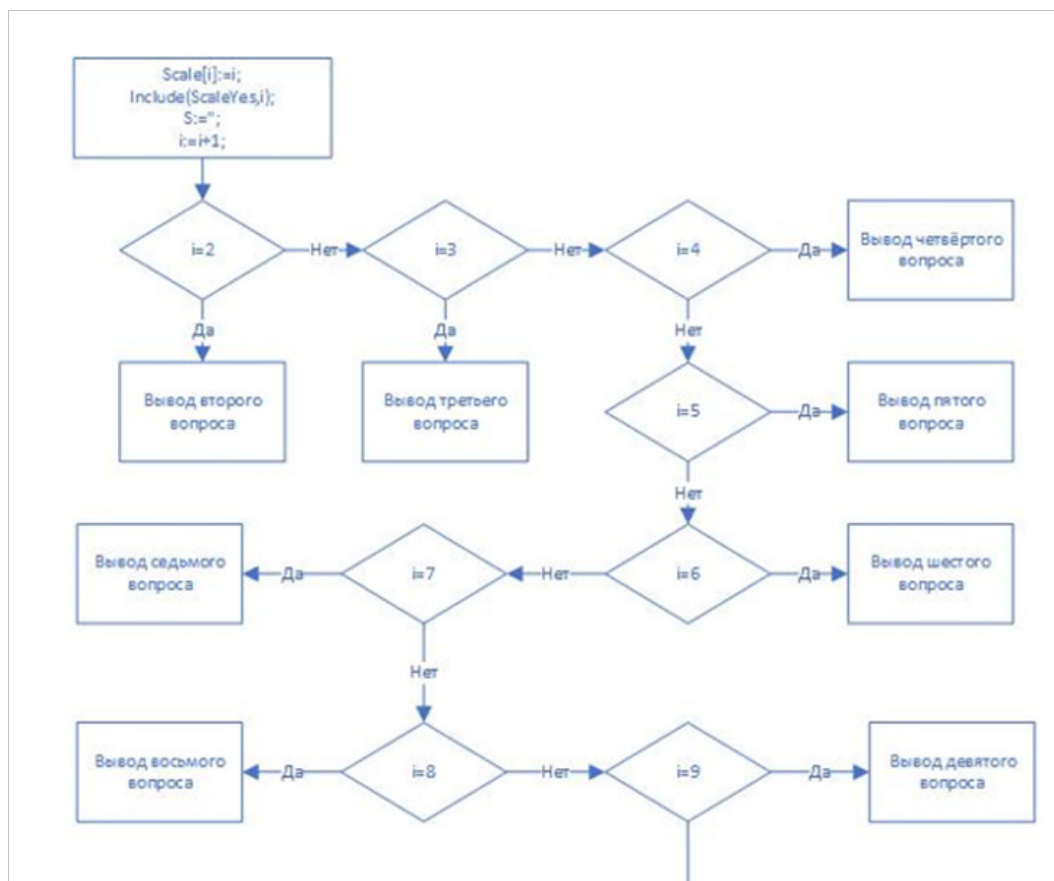 Scale[i]:=i;
Include(ScaleYes,i);
S:='';
i:=i+1;
i=2
Нет
i=3
Нет
i=4
Да
Вывод четвёртого
вопроса
Да
Да
Нет
Вывод второго
вопроса
Вывод третьего
вопроса
i=5
Да
Вывод пятого
вопроса
Нет
Вывод седьмого
вопроса
Да
i=7
Нет
i=6
Да
Вывод шестого
вопроса
Нет
Вывод восьмого
вопроса
Да
i=8
Нет
i=9
Да
Вывод девятого
вопроса